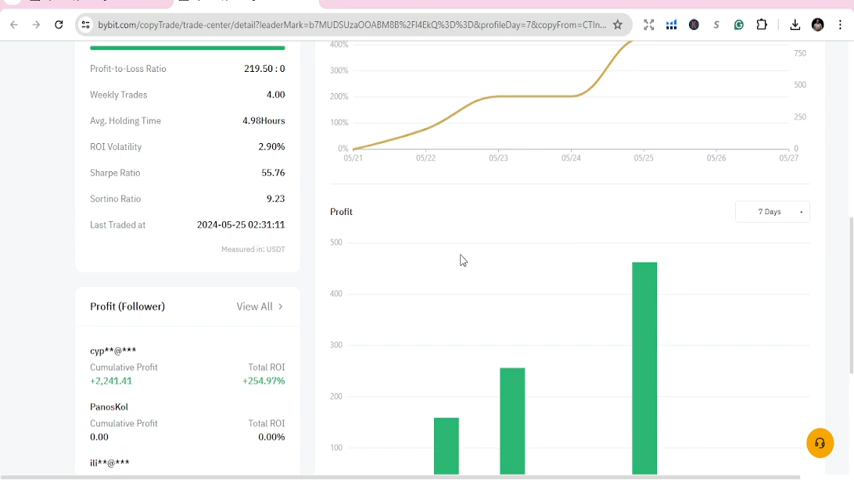 bybit.com/copyTrade/trade-center/detail?leaderMark=b7MUDSUzaOOABM8B%2Fl4EkQ%3D%3D&profileDay=7&copyFrom=CTIn...
Profit-to-Loss Ratio 219.50 : 0
Weekly Trades 4.00
Avg. Holding Time 4.98Hours
ROI Volatility 2.90%
Sharpe Ratio 55.76
Sortino Ratio 9.23
Last Traded at 2024-05-25 02:31:11
Measured in: USDT
Profit (Follower) View All >
cyp**@***
Cumulative Profit Total ROI
+2,241.41 +254.97%
PanosKol
Cumulative Profit Total ROI
0.00 0.00%
ili**@***
400%
300%
200%
100%
0%
750
500
250
0
05/21 05/22 05/23 05/24 05/25 05/26 05/27
Profit 7 Days
500
400
300
200
100